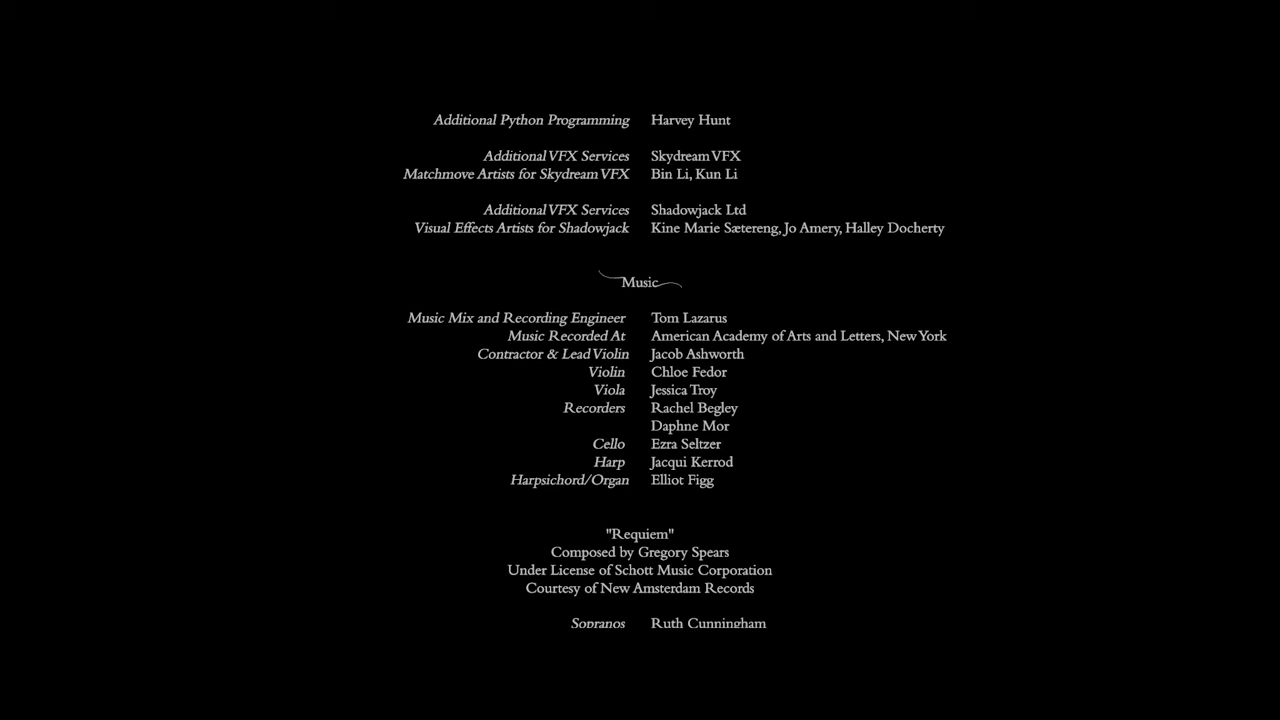 Additional Python Programming Harvey Hunt
Additional VFX Services Skydream VFX
Matchmove Artists for Skydream VFX Bin Li, Kun Li
Additional VFX Services Shadowjack Ltd
Visual Effects Artists for Shadowjack Kine Marie Sætereng, Jo Amery, Halley Docherty
Music
Music Mix and Recording Engineer Tom Lazarus
Music Recorded At American Academy of Arts and Letters, New York
Contractor & Lead Violin Jacob Ashworth
Violin Chloe Fedor
Viola Jessica Troy
Recorders Rachel Begley
Daphne Mor
Cello Ezra Seltzer
Harp Jacqui Kerrod
Harpsichord/Organ Elliot Figg
"Requiem"
Composed by Gregory Spears
Under License of Schott Music Corporation
Courtesy of New Amsterdam Records
Sopranos Ruth Cunningham